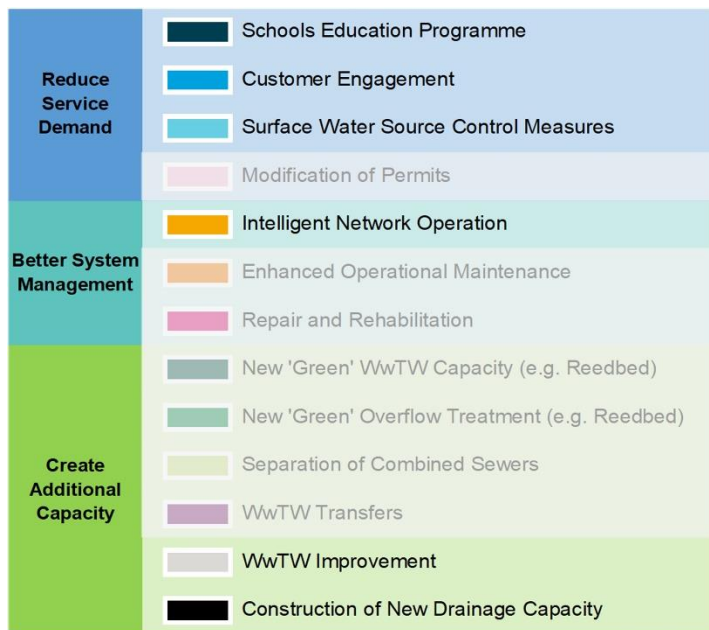 Reduce
Service
Demand
Schools Education Programme
Customer Engagement
Surface Water Source Control Measures
Modification of Permits
Better System
Management
Intelligent Network Operation
Enhanced Operational Maintenance
Repair and Rehabilitation
Create
Additional
Capacity
New 'Green' WwTW Capacity (e.g. Reedbed)
New 'Green' Overflow Treatment (e.g. Reedbed)
Separation of Combined Sewers
WwTW Transfers
WwTW Improvement
Construction of New Drainage Capacity